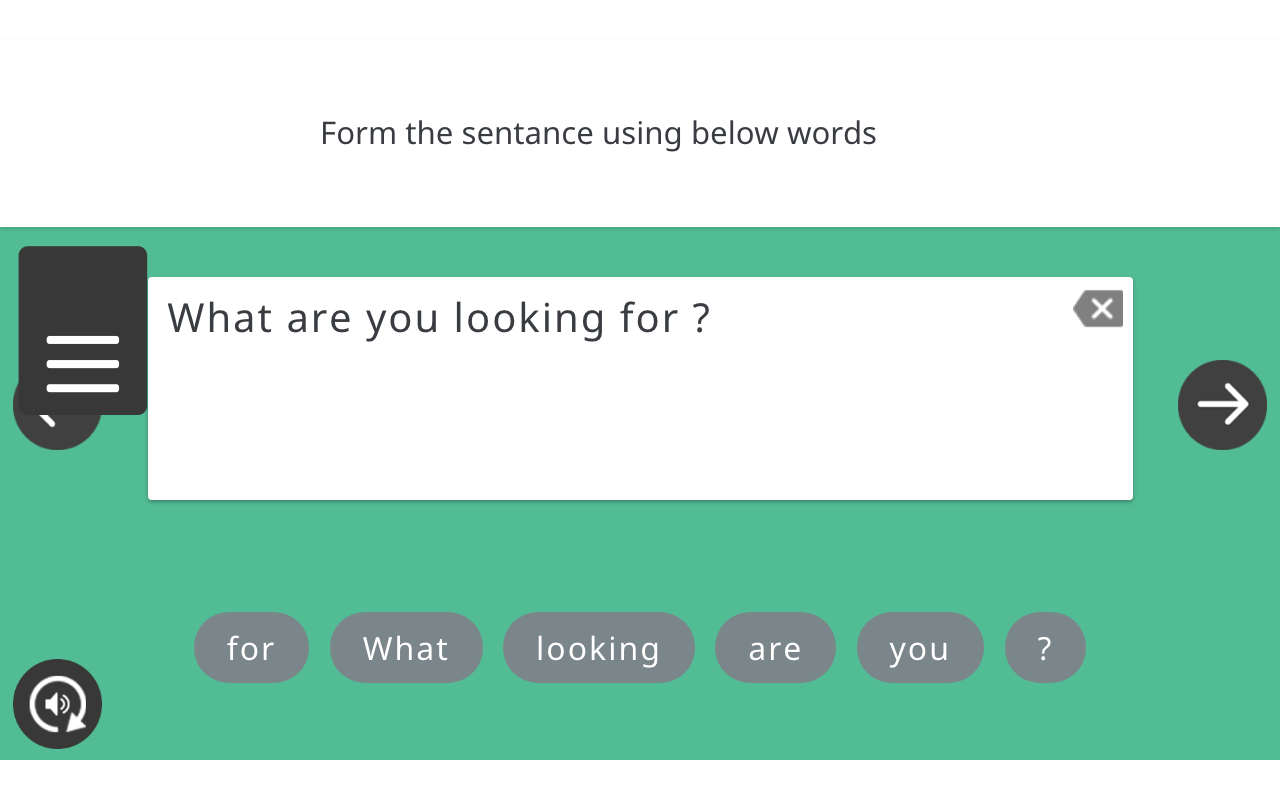 Form the sentance using below words
What are you looking for ?
for What looking are you ?